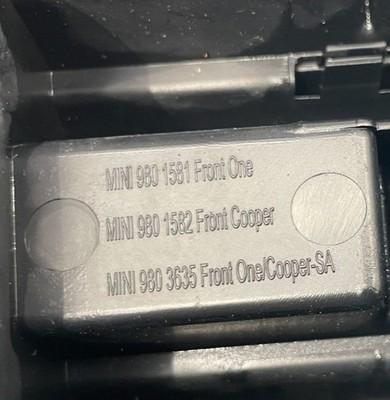 MINI 980 1581 Front One
MINI 980 1582 Front Cooper
MINI 980 3635 Front One/Cooper-SA